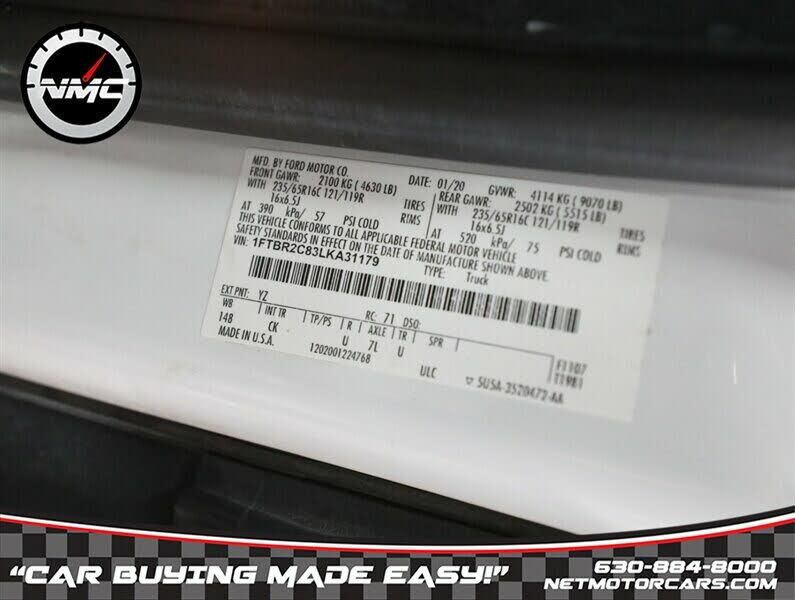 NMC
MFD. BY FORD MOTOR CO.
DATE: 01/20 GVWR: 4114 KG ( 9070 LB)
FRONT GAWR: 2100 KG ( 4630 LB)
REAR GAWR: 2502 KG ( 5515 LB)
WITH 235/65R16C 121/119R TIRES
WITH 235/65R16C 121/119R TIRES
16x6.5J RIMS
16x6.5J RIMS
AT 390 kPa/ 57 PSI COLD
AT 520 kPa/ 75 PSI COLD
THIS VEHICLE CONFORMS TO ALL APPLICABLE FEDERAL MOTOR VEHICLE
SAFETY STANDARDS IN EFFECT ON THE DATE OF MANUFACTURE SHOWN ABOVE.
VIN: 1FTBR2C83LKA31179
TYPE: Truck
EXT PNT: YZ RC: 71 DSO:
WB INT TR TP/PS R AXLE TR SPR
148 CK U 7L U
F1107
T1981
MADE IN U.S.A. 1202001224768 ULC
5U5A-3520472-AA
“CAR BUYING MADE EASY!”
630-884-8000
NETMOTORCARS.COM